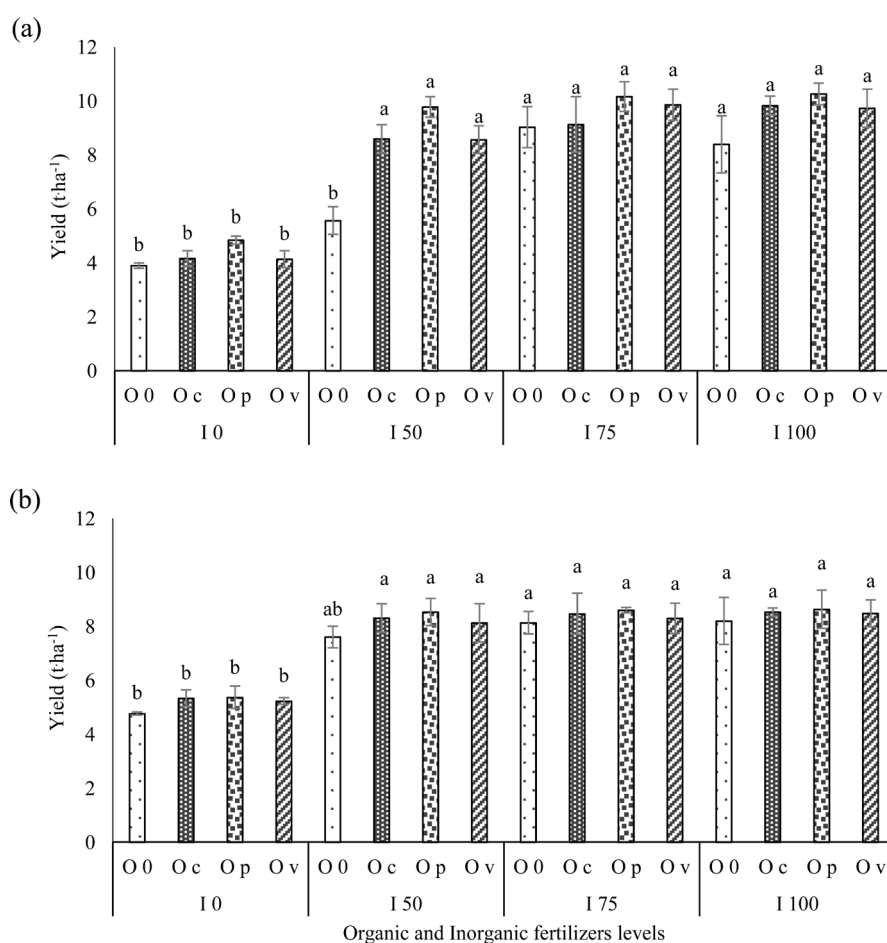 (a)
12
10
8
6
4
2
0
Yield (t·ha⁻¹)
b b b b b a a a a a a a a a a a
O 0 O c O p O v O 0 O c O p O v O 0 O c O p O v O 0 O c O p O v
I 0 I 50 I 75 I 100
(b)
12
10
8
6
4
2
0
Yield (t·ha⁻¹)
b b b b ab a a a a a a a a a a a
O 0 O c O p O v O 0 O c O p O v O 0 O c O p O v O 0 O c O p O v
I 0 I 50 I 75 I 100
Organic and Inorganic fertilizers levels